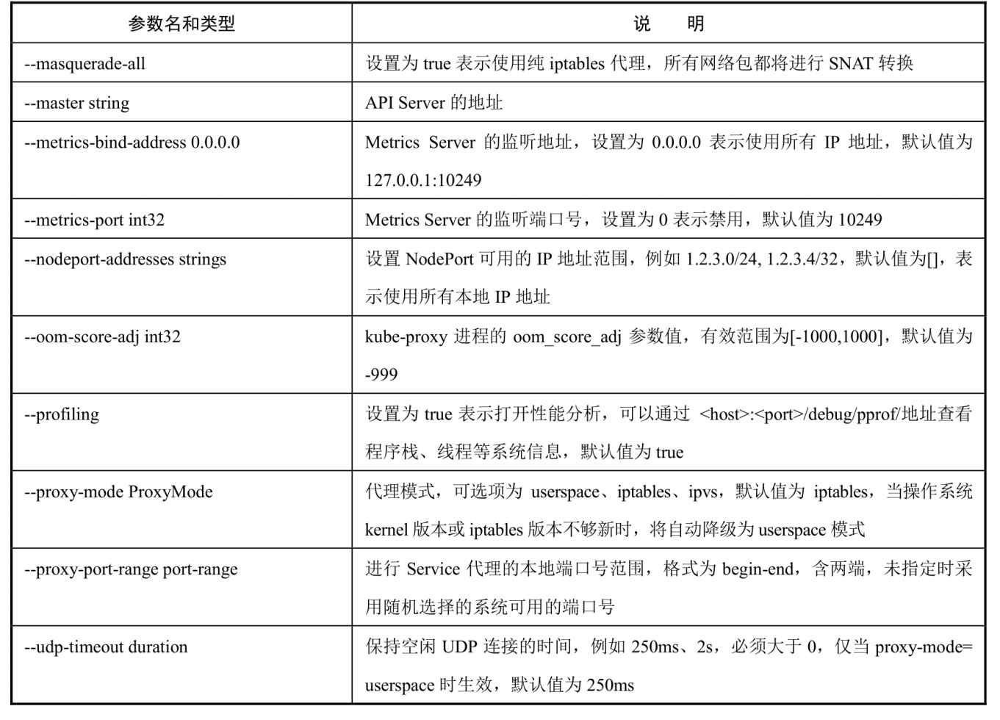 参数名和类型
说 明
--masquerade-all
设置为 true 表示使用纯 iptables 代理，所有网络包都将进行 SNAT 转换
--master string
API Server 的地址
--metrics-bind-address 0.0.0.0
Metrics Server 的监听地址，设置为 0.0.0.0 表示使用所有 IP 地址，默认值为
127.0.0.1:10249
--metrics-port int32
Metrics Server 的监听端口号，设置为 0 表示禁用，默认值为 10249
--nodeport-addresses strings
设置 NodePort 可用的 IP 地址范围，例如 1.2.3.0/24, 1.2.3.4/32，默认值为[]，表
示使用所有本地 IP 地址
--oom-score-adj int32
kube-proxy 进程的 oom_score_adj 参数值，有效范围为[-1000,1000]，默认值为
-999
--profiling
设置为 true 表示打开性能分析，可以通过 <host>:<port>/debug/pprof/地址查看
程序栈、线程等系统信息，默认值为 true
--proxy-mode ProxyMode
代理模式，可选项为 userspace、iptables、ipvs，默认值为 iptables，当操作系统
kernel 版本或 iptables 版本不够新时，将自动降级为 userspace 模式
--proxy-port-range port-range
进行 Service 代理的本地端口号范围，格式为 begin-end，含两端，未指定时采
用随机选择的系统可用的端口号
--udp-timeout duration
保持空闲 UDP 连接的时间，例如 250ms、2s，必须大于 0，仅当 proxy-mode=
userspace 时生效，默认值为 250ms